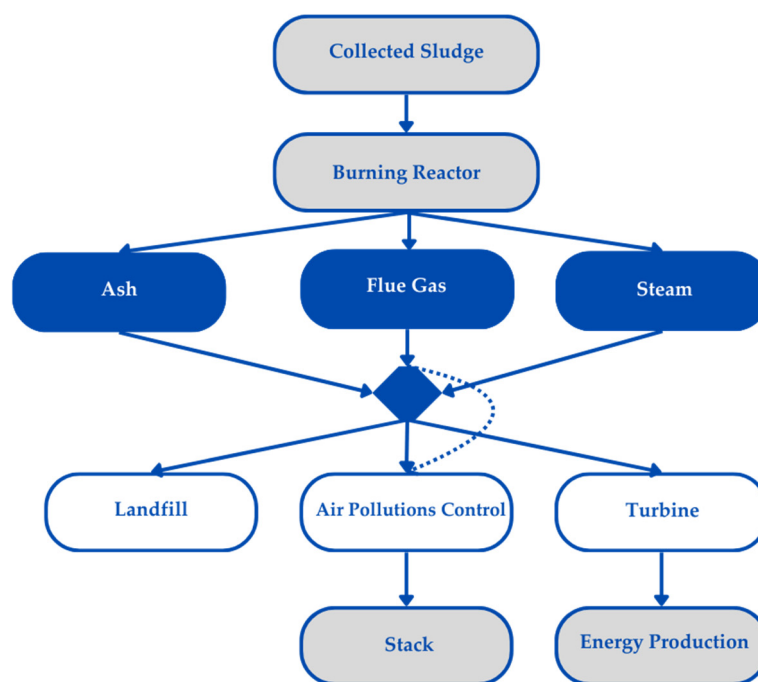 Collected Sludge
Burning Reactor
Ash
Flue Gas
Steam
Landfill
Air Pollutions Control
Turbine
Stack
Energy Production